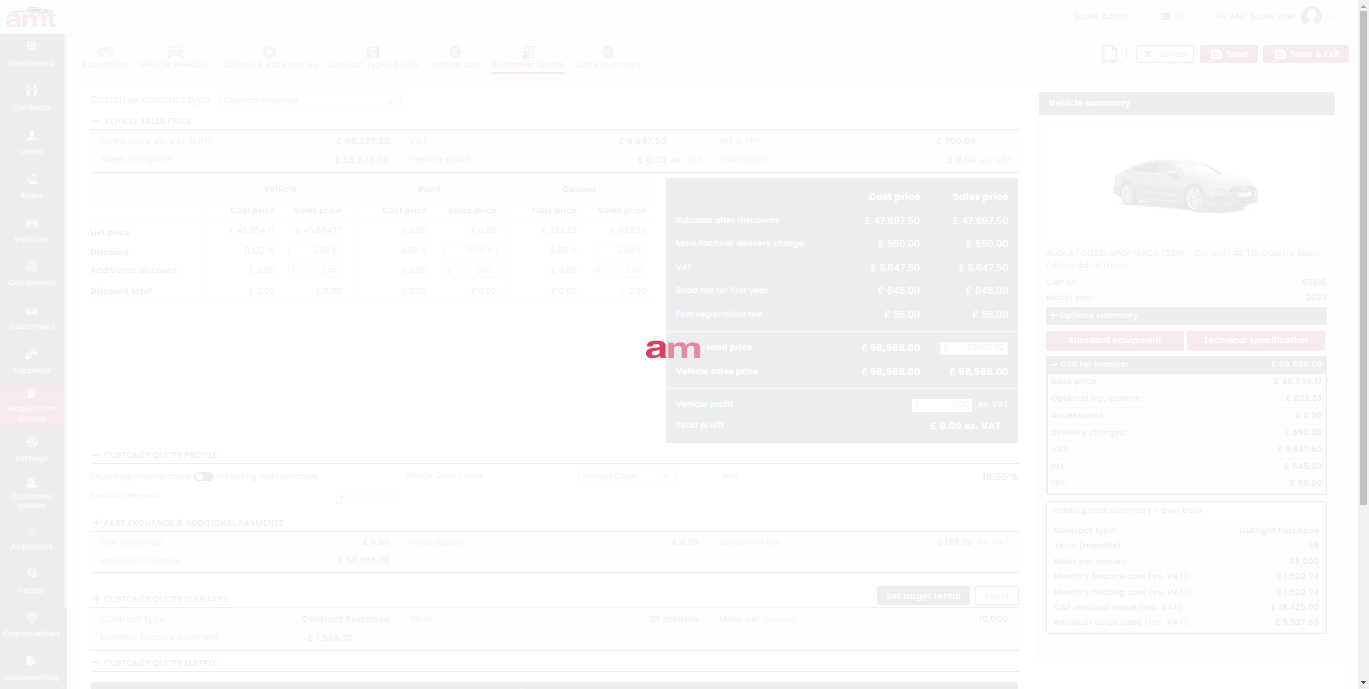 amt
Super Admin
EN
Hi AMT Super User
Dashboard
Contacts
Users
Roles
Vehicles
Companies
Customers
Suppliers
Acquisition
quotes
Settings
Customer
quotes
Approvals
Leads
Opportunities
Underwriting
Acquisition
Vehicle selection
Options & Accessories
Contract types & OTR
Holding cost
Customer Quote
Quote summary
Cancel
Save
Save & Exit
Customer contract type
Contract Purchase
VEHICLE SALES PRICE
Sales price ex. VAT & RFL £ 48,237.50 VAT £ 9,647.50 RFL & FRF £ 700.00
Sales OTR price £ 58,585.00 Vehicle profit £ 0.00 ex. VAT Total profit £ 0.00 ex. VAT
Vehicle Paint Options
Cost price Sales price Cost price Sales price Cost price Sales price
List price £ 46,854.17 £ 46,854.17 £ 0.00 £ 0.00 £ 833.33 £ 833.33
Discount 0.00 % 0.00 % 0.00 % 0.00 % 0.00 % 0.00 %
Additional discount £ 0.00 £ 0.00 £ 0.00 £ 0.00 £ 0.00 £ 0.00
Discount total £ 0.00 £ 0.00 £ 0.00 £ 0.00 £ 0.00 £ 0.00
Cost price Sales price
Subtotal after discounts £ 47,687.50 £ 47,687.50
Manufacturer delivery charge £ 550.00 £ 550.00
VAT £ 9,647.50 £ 9,647.50
Road tax for first year £ 645.00 £ 645.00
First registration fee £ 55.00 £ 55.00
am
road price £ 58,585.00 £ 58585.00
Vehicle sales price £ 58,585.00 £ 58,585.00
Vehicle profit £ 0.00 ex. VAT
Total profit £ 0.00 ex. VAT
CUSTOMER QUOTE PROFILE
Excluding maintenance Including maintenance Matrix Credit type Limited Credit APR 19.65 %
Security deposit £
PART EXCHANGE & ADDITIONAL PAYMENTS
Part exchange £ 0.00 Total deposit £ 0.00 Document fee £ 159.98 ex. VAT
Balance to finance £ 58,585.00
CUSTOMER QUOTE SUMMARY
Set target rental
Reset
Contract type Contract Purchase Term 36 months Miles per annum 10,000
Monthly finance payment £ 1,565.70
CUSTOMER QUOTE MATRIX
Vehicle summary
AUDI A7 DIESEL SPORTBACK (2018 - Current) 40 TDI Quattro Black
Edition 5dr S Tronic
CAP ID:
Model year 2022
Options summary
Standard equipment
Technical specification
OTR for invoice: £ 58,585.00
Base price: £ 46,854.17
Optional equipment: £ 833.33
Accessories: £ 0.00
Delivery charges: £ 550.00
VAT: £ 9,647.50
RFL: £ 645.00
FRF: £ 55.00
Holding cost summary - own book
Contract type: Outright Purchase
Term (months): 35
Miles per annum: 25,000
Monthly finance cost (ex. VAT): £ 1,520.94
Monthly holding cost (ex. VAT): £ 1,520.94
CAP residual value (inc. VAT): £ 18,425.00
Residual value used (inc. VAT): £ 5,527.50